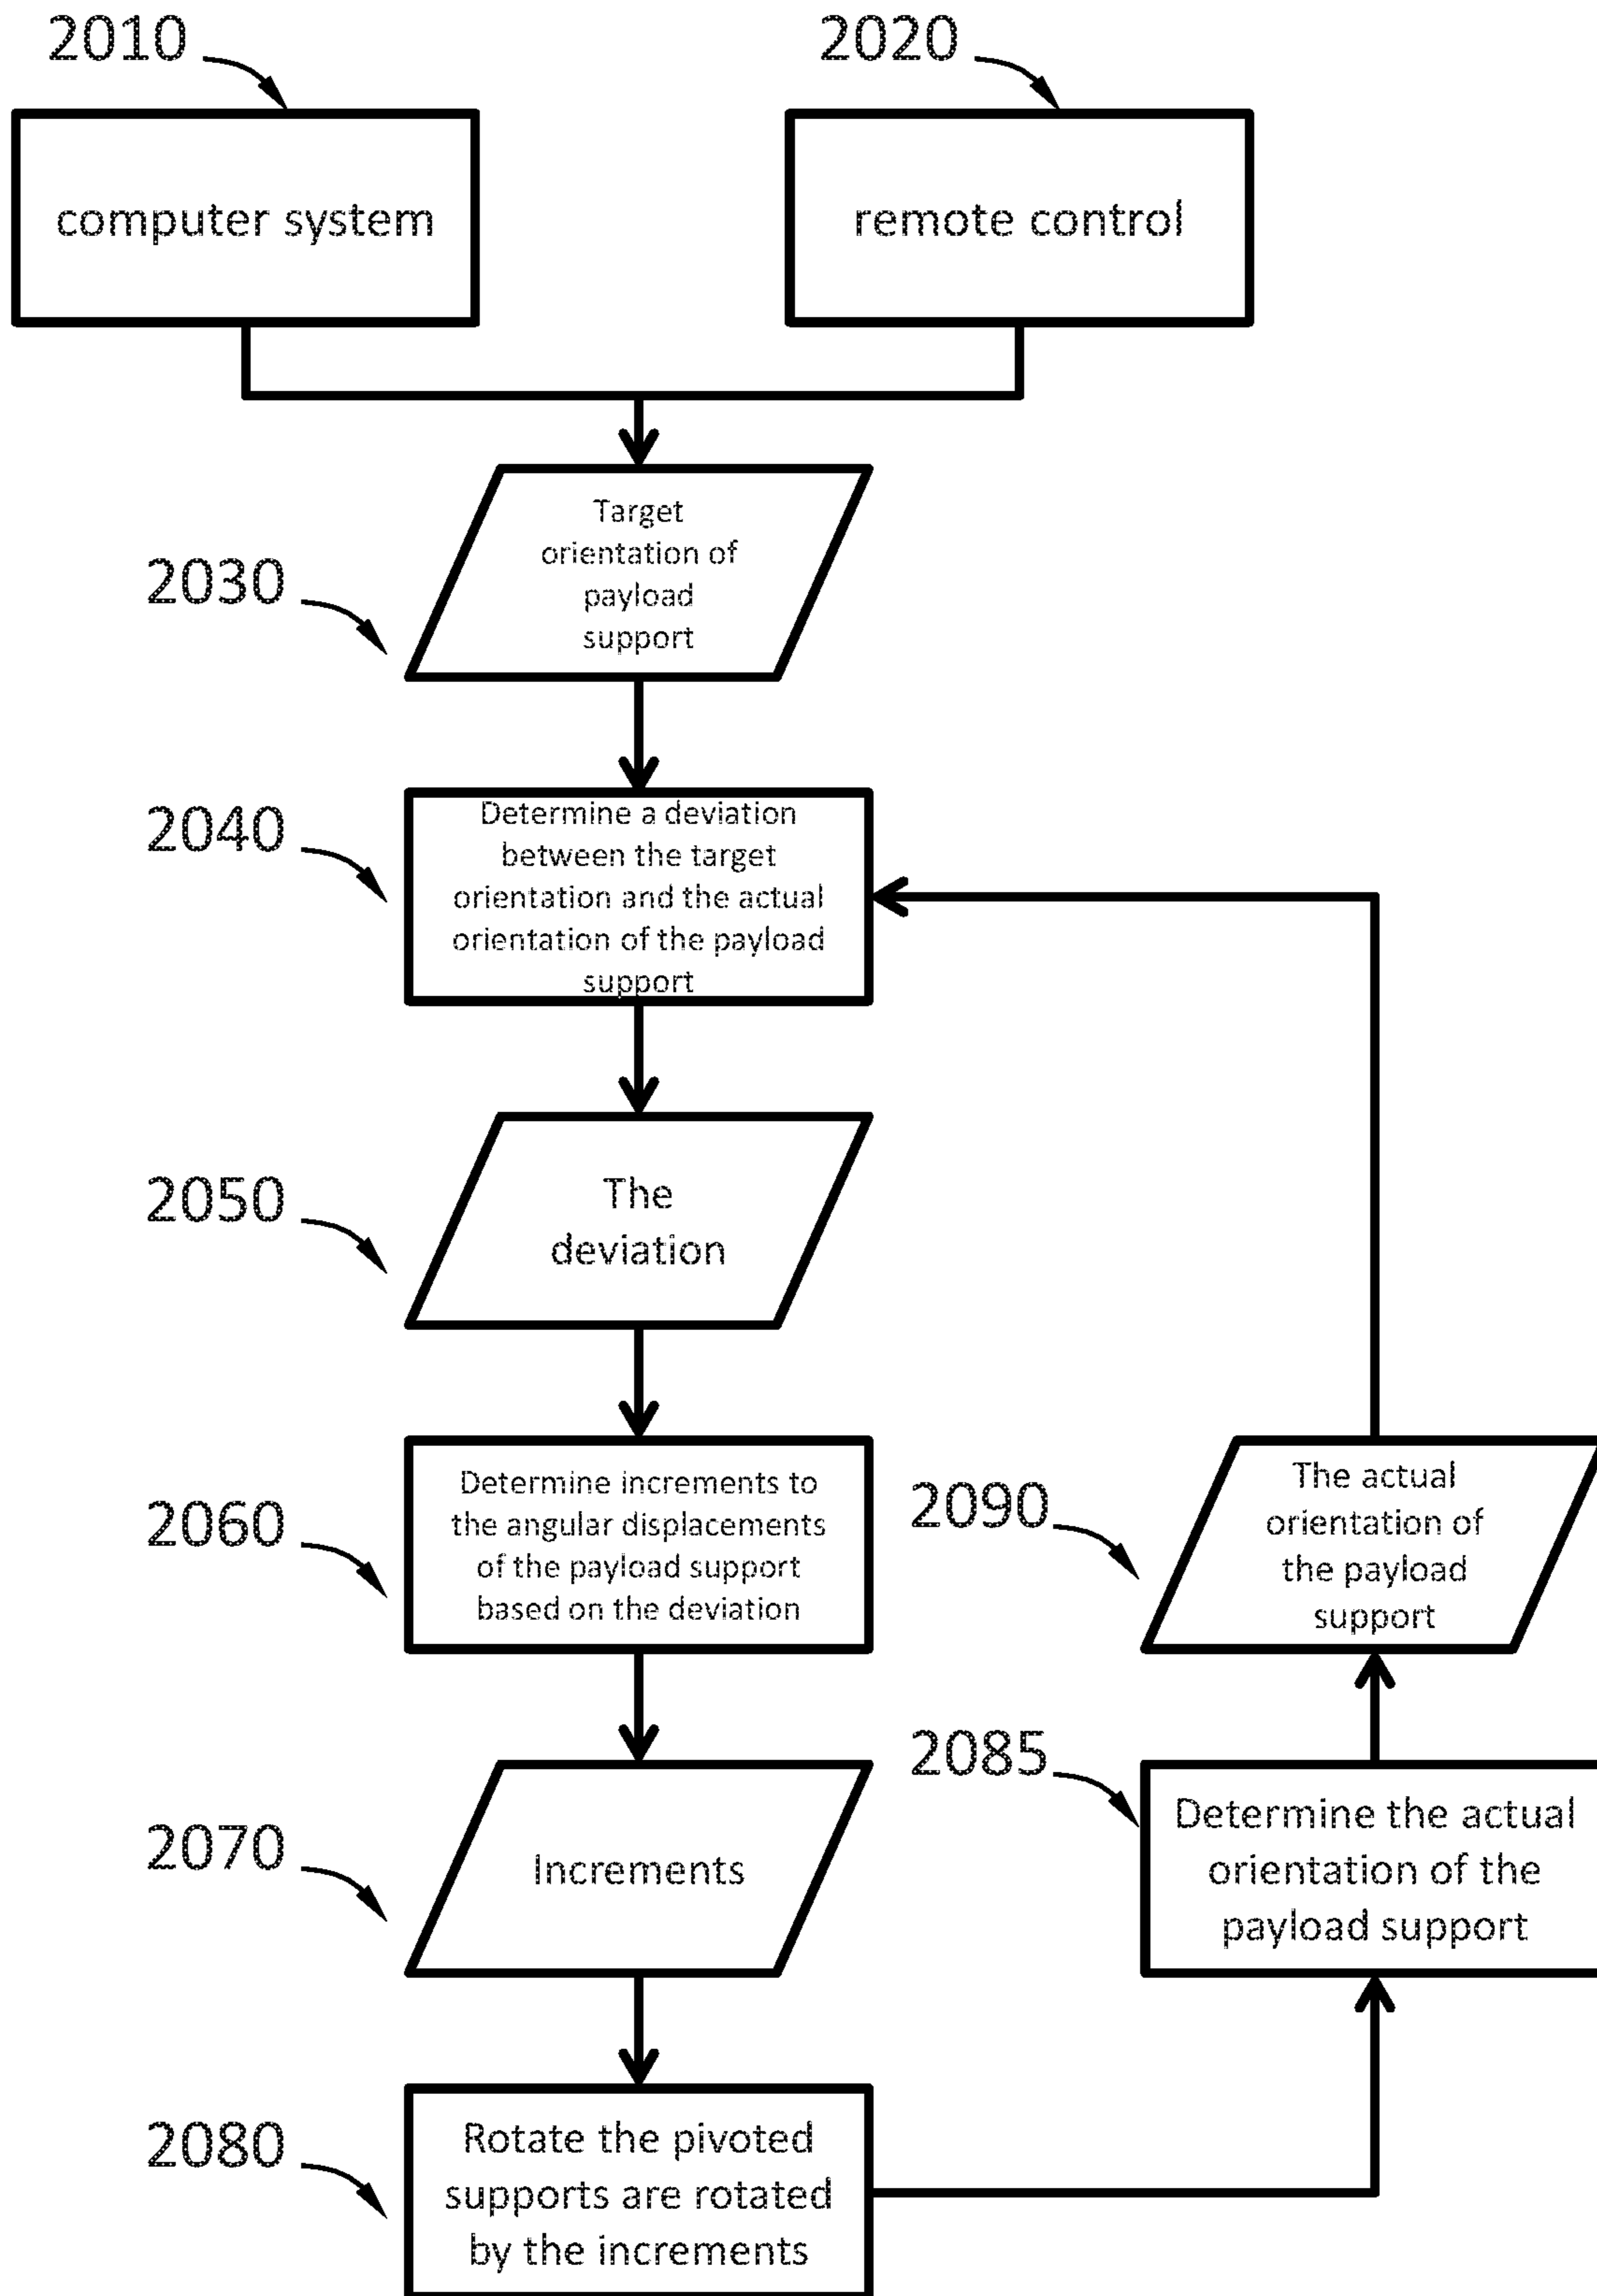 2010
2020
computer system
remote control
2030
Target
orientation of
payload
support
2040
Determine a deviation
between the target
orientation and the actual
orientation of the payload
support
2050
The
deviation
2060
Determine increments to
the angular displacements
of the payload support
based on the deviation
2090
The actual
orientation of
the payload
support
2070
Increments
2085
Determine the actual
orientation of the
payload support
2080
Rotate the pivoted
supports are rotated
by the increments